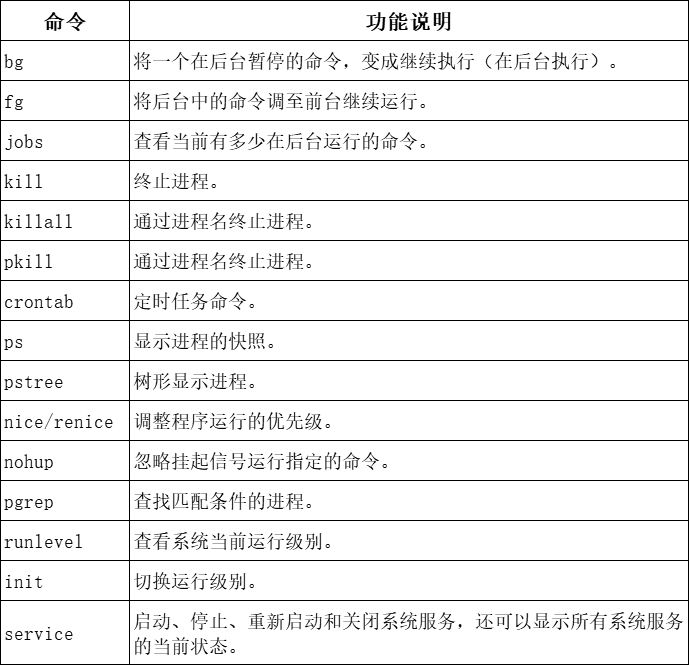 命令 功能说明
bg 将一个在后台暂停的命令，变成继续执行（在后台执行）。
fg 将后台中的命令调至前台继续运行。
jobs 查看当前有多少在后台运行的命令。
kill 终止进程。
killall 通过进程名终止进程。
pkill 通过进程名终止进程。
crontab 定时任务命令。
ps 显示进程的快照。
pstree 树形显示进程。
nice/renice 调整程序运行的优先级。
nohup 忽略挂起信号运行指定的命令。
pgrep 查找匹配条件的进程。
runlevel 查看系统当前运行级别。
init 切换运行级别。
service 启动、停止、重新启动和关闭系统服务，还可以显示所有系统服务
的当前状态。